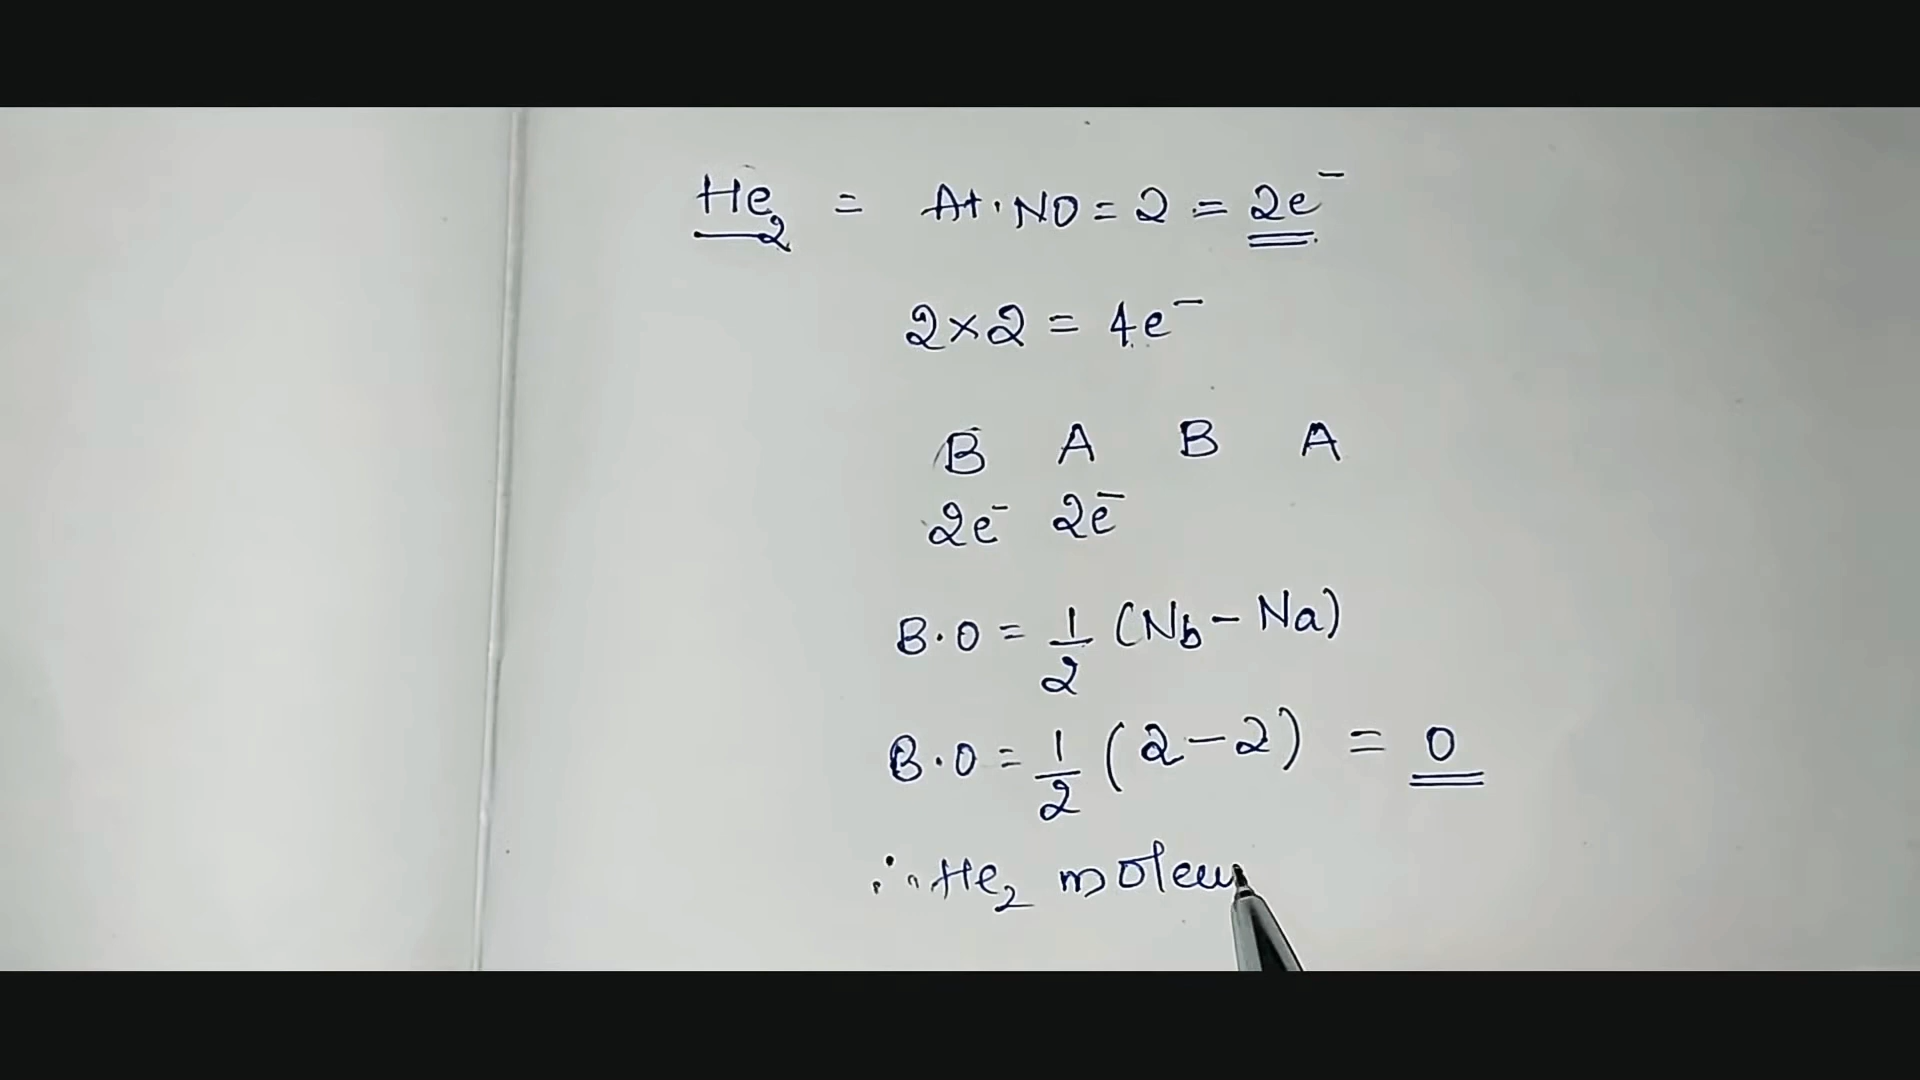 He₂ = At. NO = 2 = 2e⁻
2×2 = 4e⁻
B A B A
2e⁻ 2e⁻
B.O = 1/2 (Nb - Na)
B.O = 1/2 (2-2) = 0
∴ He₂ molecu